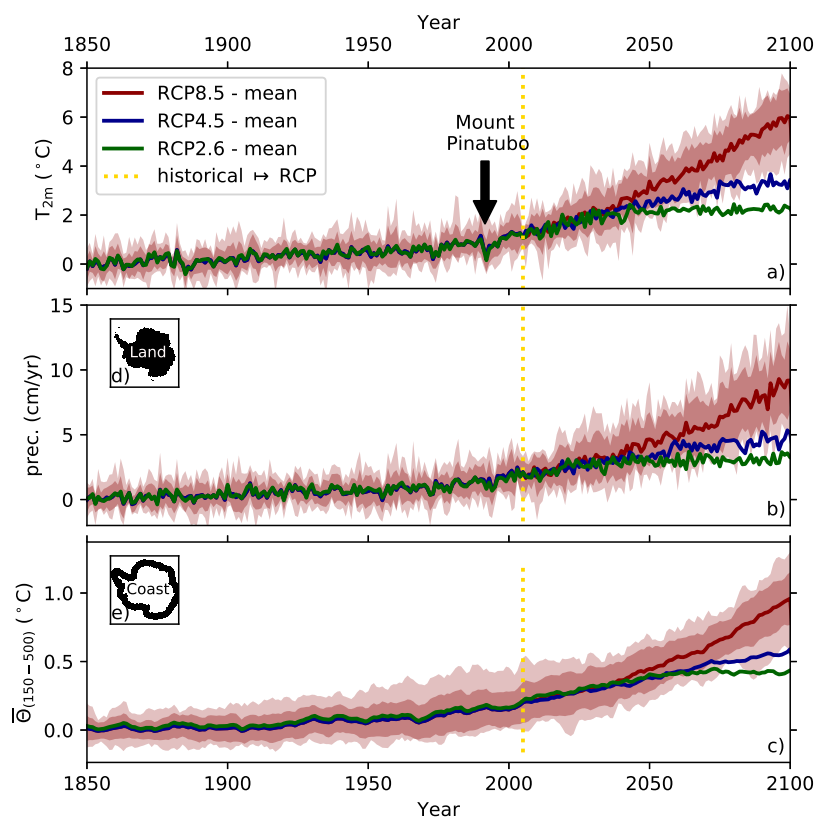 Year
1850 1900 1950 2000 2050 2100
8
6
4
2
0
T2m ( °C)
RCP8.5 - mean
RCP4.5 - mean
RCP2.6 - mean
historical ↦ RCP
Mount
Pinatubo
a)
15
10
5
0
prec. (cm/yr)
Land
d)
b)
1.0
0.5
0.0
Θ̅(150−500) ( °C)
Coast
e)
c)
1850 1900 1950 2000 2050 2100
Year